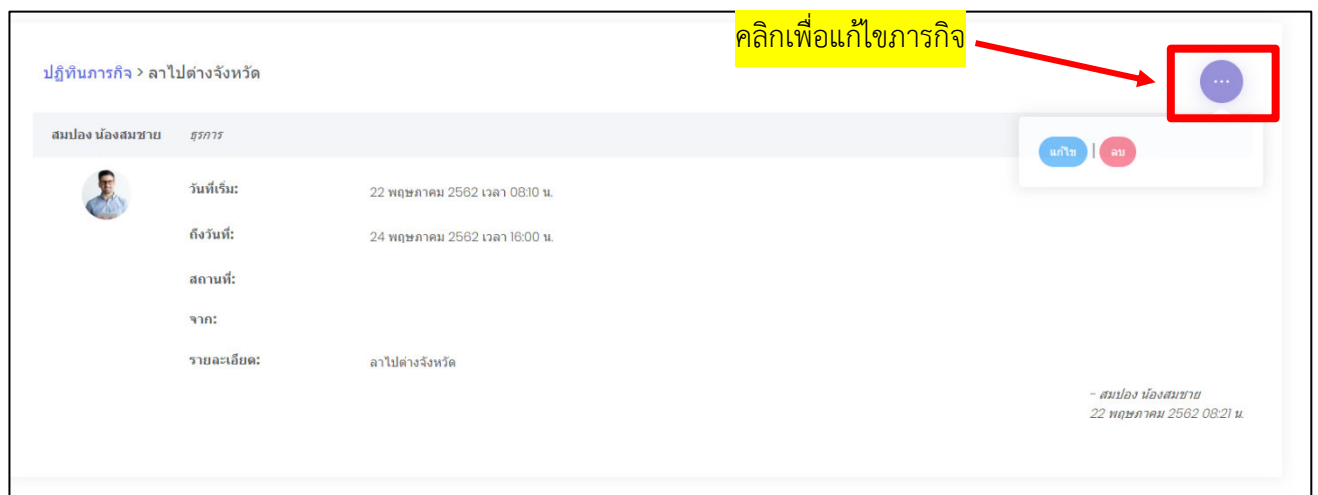 คลิกเพื่อแก้ไขภารกิจ
ปฏิทินภารกิจ > ลาไปต่างจังหวัด
...
สมปอง น้องสมชาย ธุรการ
แก้ไข | ลบ
วันที่เริ่ม: 22 พฤษภาคม 2562 เวลา 08:10 น.
ถึงวันที่: 24 พฤษภาคม 2562 เวลา 16:00 น.
สถานที่:
จาก:
รายละเอียด: ลาไปต่างจังหวัด
- สมปอง น้องสมชาย
22 พฤษภาคม 2562 08:21 น.